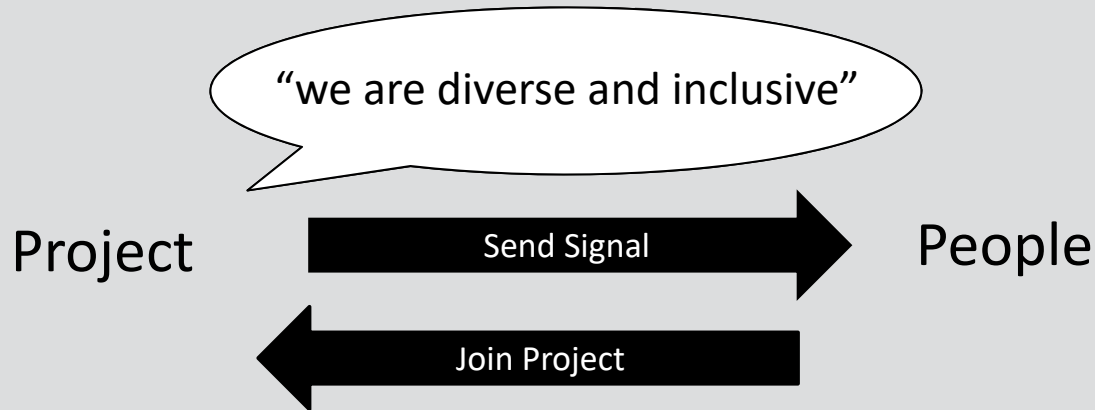 “we are diverse and inclusive”
Project
Send Signal
People
Join Project